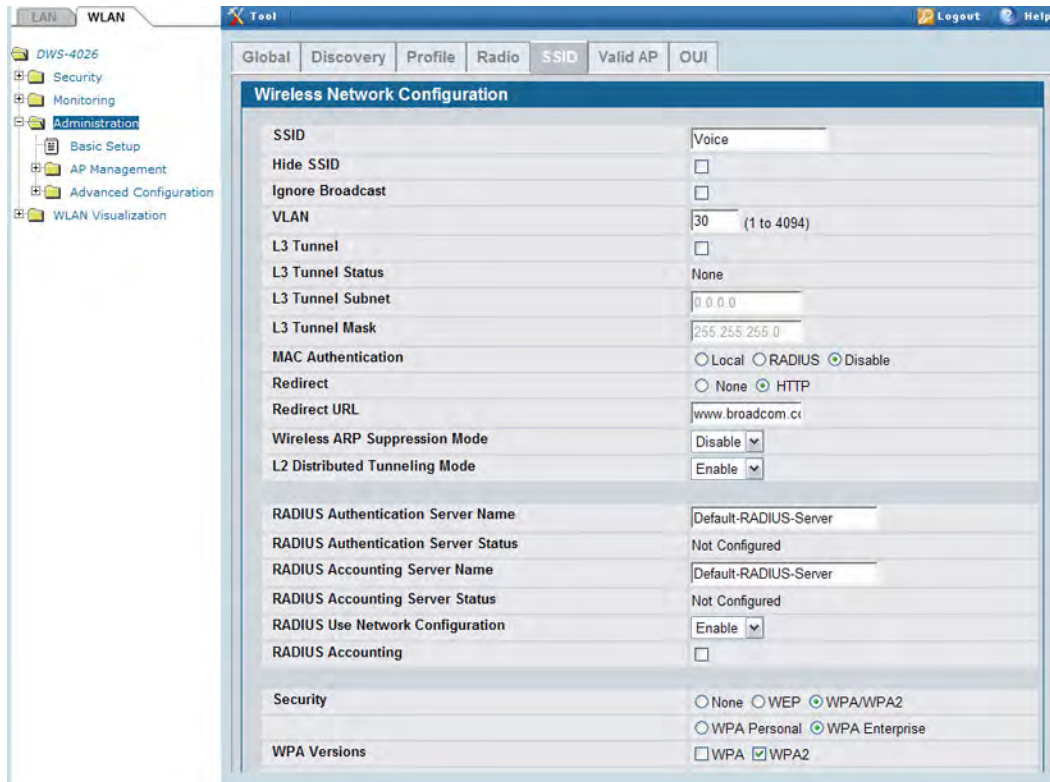 LAN WLAN
Tool Logout Help
DWS-4026
Security
Monitoring
Administration
Basic Setup
AP Management
Advanced Configuration
WLAN Visualization
Global Discovery Profile Radio SSID Valid AP OUI
Wireless Network Configuration
SSID Voice
Hide SSID
Ignore Broadcast
VLAN 30 (1 to 4094)
L3 Tunnel
L3 Tunnel Status None
L3 Tunnel Subnet 0.0.0.0
L3 Tunnel Mask 255.255.255.0
MAC Authentication Local RADIUS Disable
Redirect None HTTP
Redirect URL www.broadcom.co
Wireless ARP Suppression Mode Disable
L2 Distributed Tunneling Mode Enable
RADIUS Authentication Server Name Default-RADIUS-Server
RADIUS Authentication Server Status Not Configured
RADIUS Accounting Server Name Default-RADIUS-Server
RADIUS Accounting Server Status Not Configured
RADIUS Use Network Configuration Enable
RADIUS Accounting
Security None WEP WPA/WPA2
WPA Personal WPA Enterprise
WPA Versions WPA WPA2